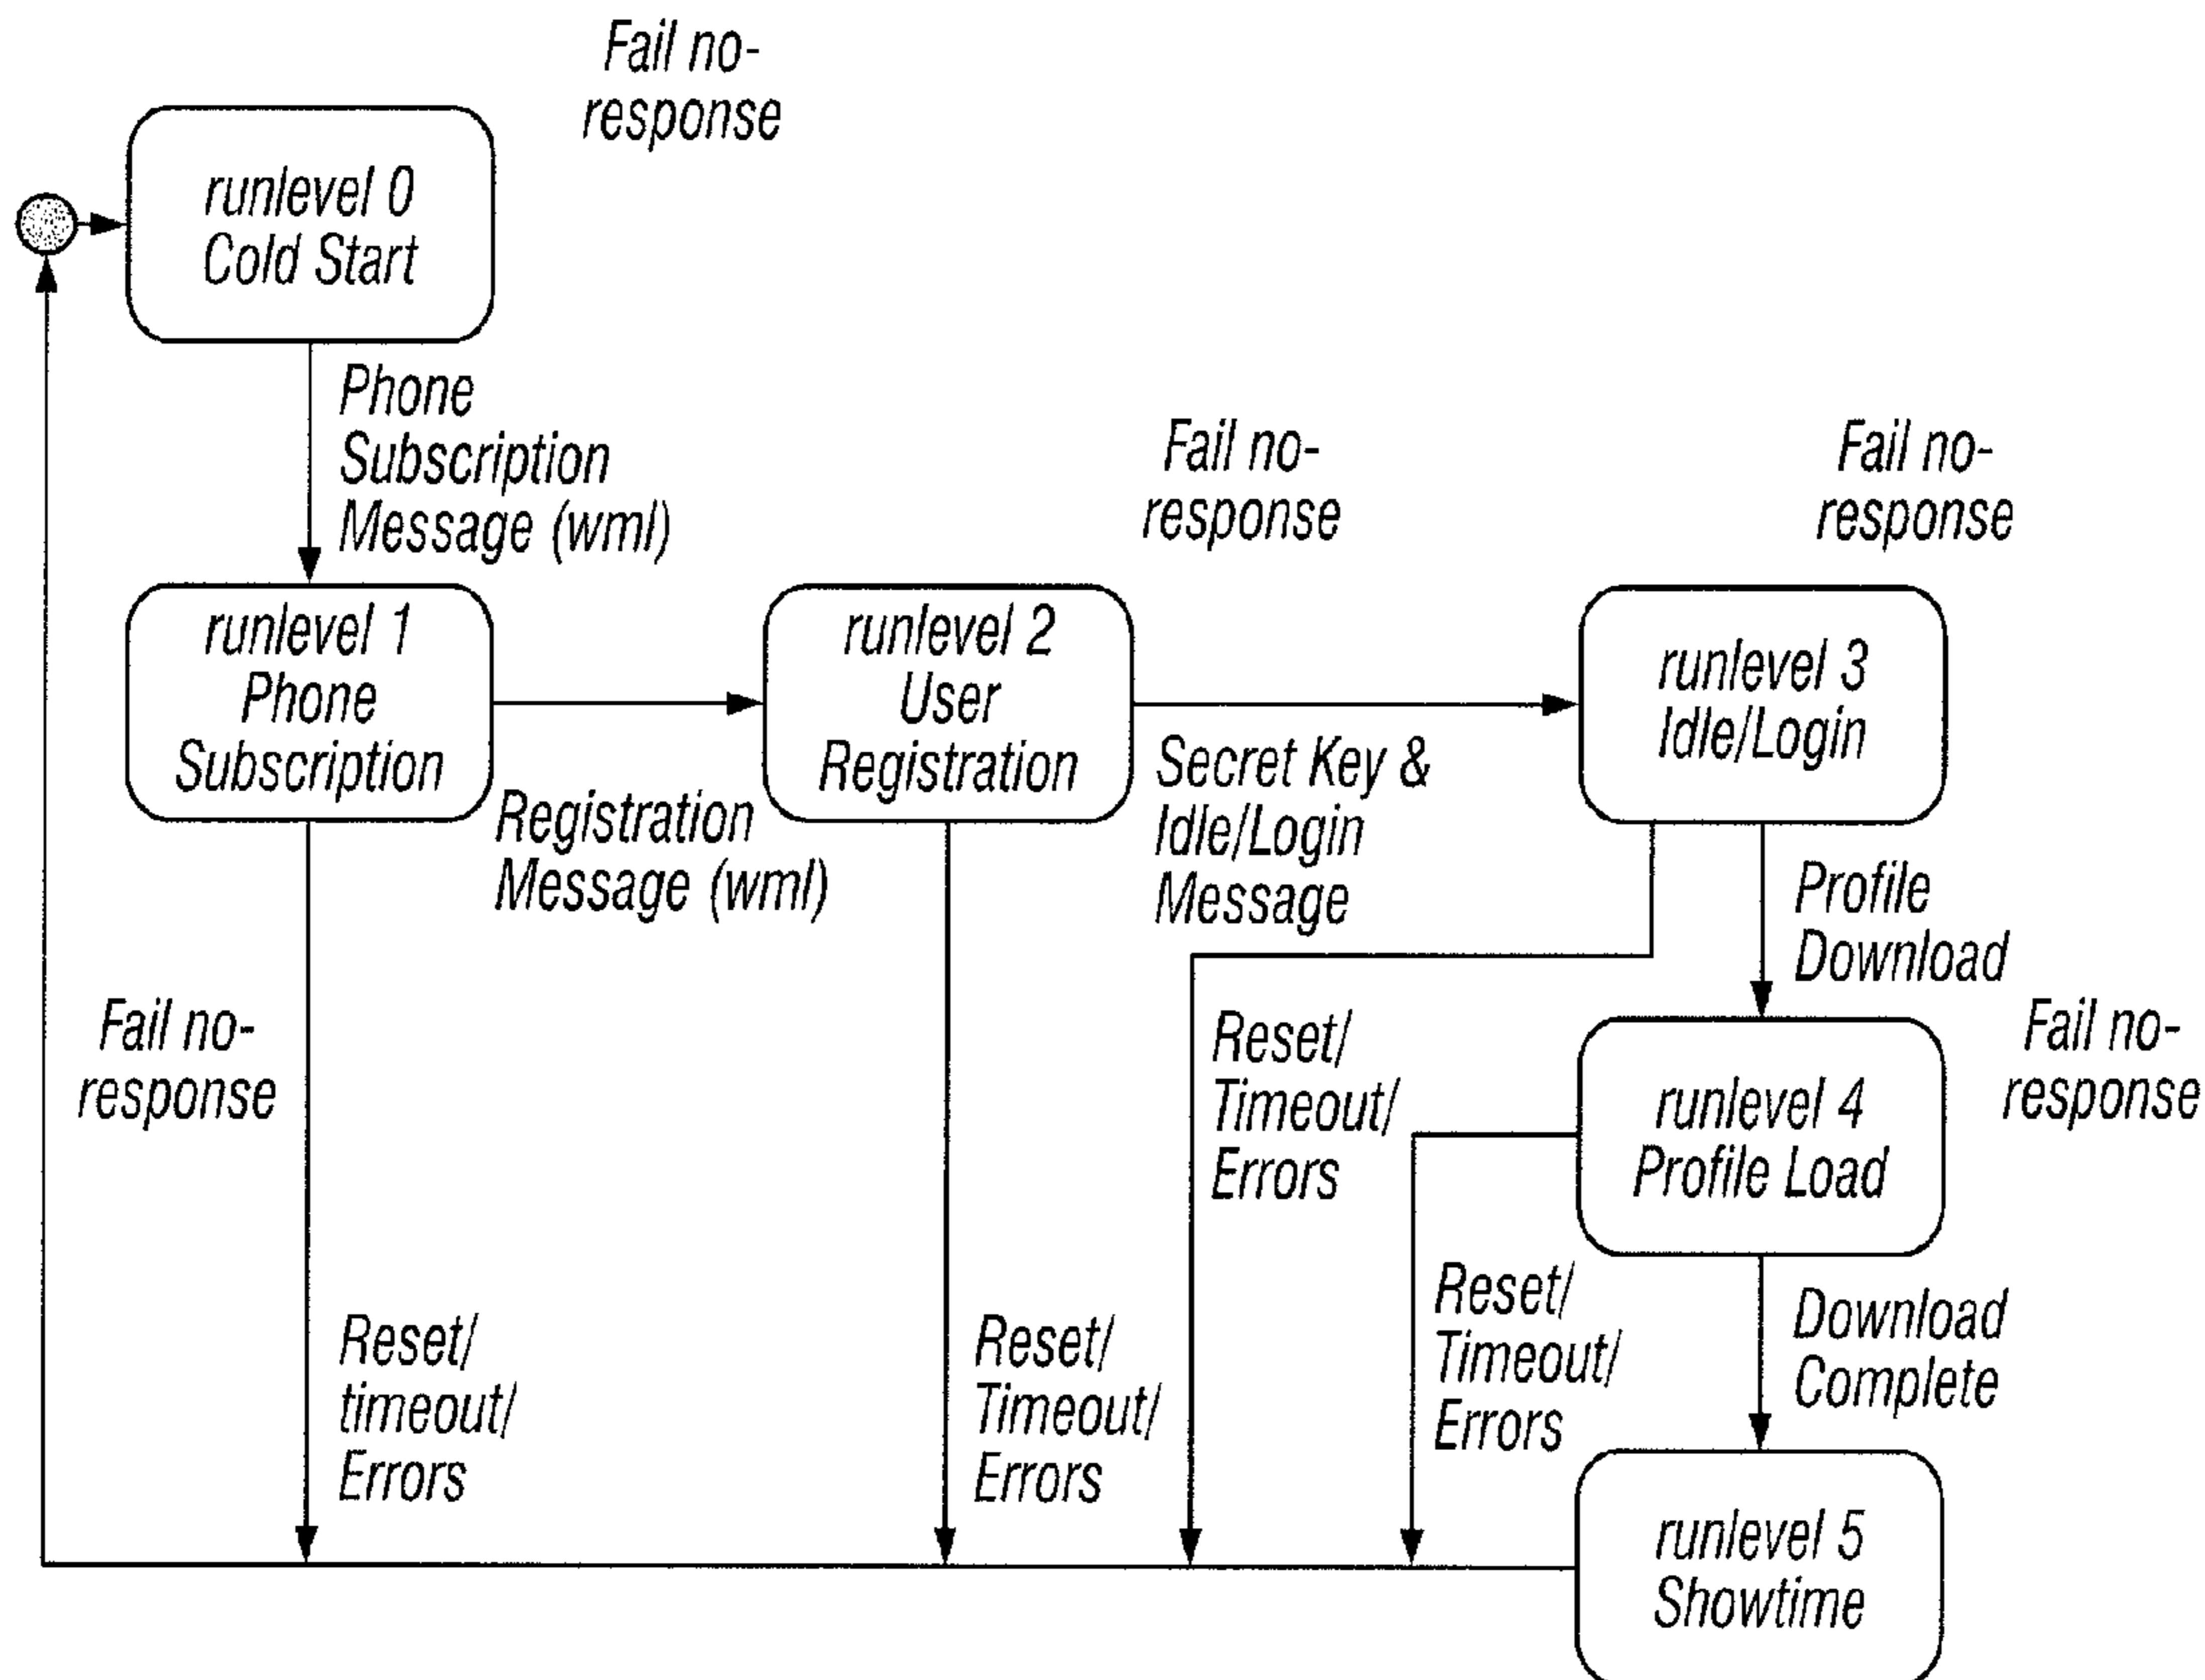 Fail no-
response
runlevel 0
Cold Start
Phone
Subscription
Message (wml)
Fail no-
response
Fail no-
response
runlevel 1
Phone
Subscription
runlevel 2
User
Registration
runlevel 3
Idle/Login
Registration
Message (wml)
Secret Key &
Idle/Login
Message
Profile
Download
Fail no-
response
Reset/
Timeout/
Errors
runlevel 4
Profile Load
Fail no-
response
Reset/
timeout/
Errors
Reset/
Timeout/
Errors
Reset/
Timeout/
Errors
Download
Complete
runlevel 5
Showtime